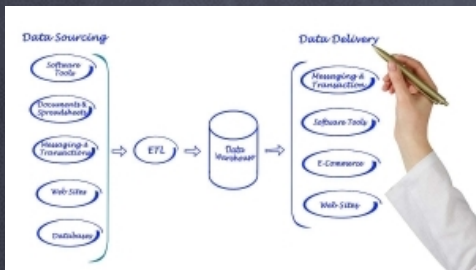 Data Sourcing
Software
Tools
Documents &
Spreadsheets
Messaging &
Transactions
Web Sites
Databases
ETL
Data
Warehouse
Data Delivery
Messaging &
Transaction
Software Tools
E-Commerce
Web Sites